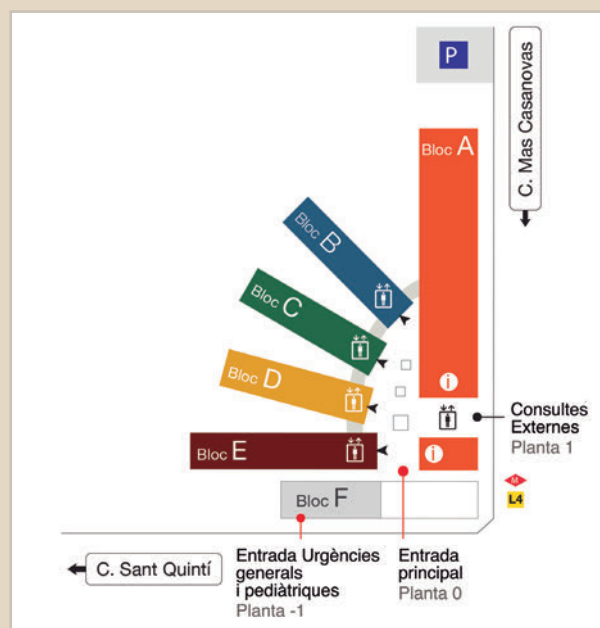 P
C. Mas Casanovas
Bloc A
Bloc B
Bloc C
Bloc D
Bloc E
i
i
Consultes
Externes
Planta 1
M
L4
Bloc F
C. Sant Quintí
Entrada Urgències
generals
i pediàtriques
Planta -1
Entrada
principal
Planta 0